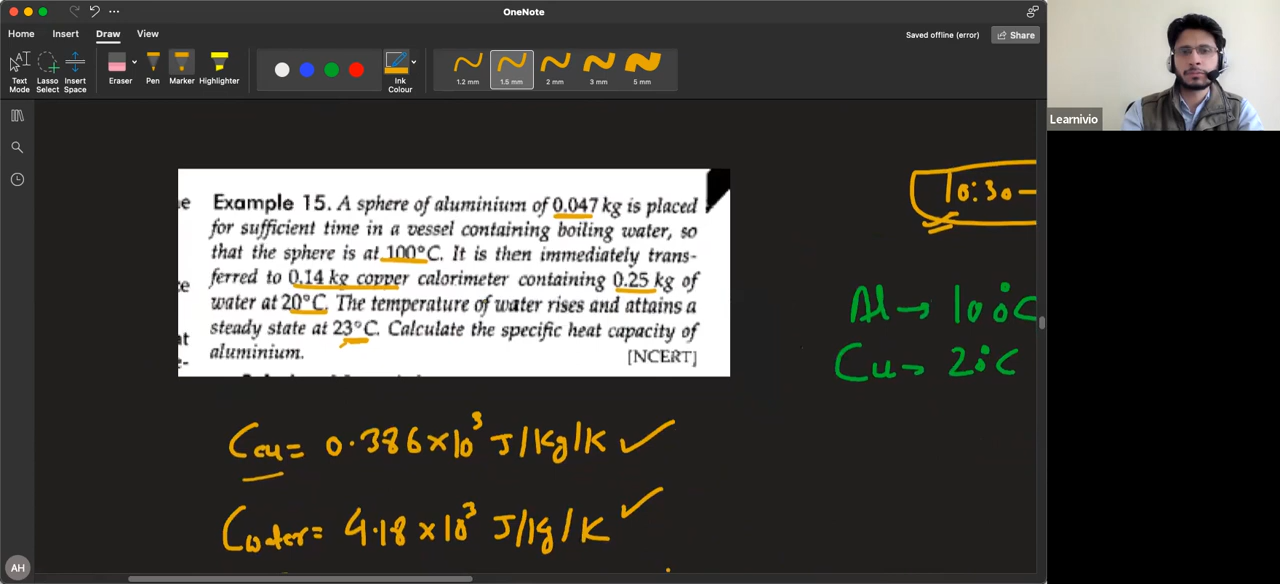 OneNote
Home Insert Draw View
Saved offline (error) Share
Text Mode
Lasso Select
Insert Space
Eraser
Pen
Marker
Highlighter
Ink Colour
1.2 mm
1.5 mm
2 mm
3 mm
5 mm
Learnivio
10:30–
Example 15. A sphere of aluminium of 0.047 kg is placed
for sufficient time in a vessel containing boiling water, so
that the sphere is at 100°C. It is then immediately trans-
ferred to 0.14 kg copper calorimeter containing 0.25 kg of
water at 20°C. The temperature of water rises and attains a
steady state at 23°C. Calculate the specific heat capacity of
aluminium. [NCERT]
Al → 100°C
Cu → 20°C
Ccu = 0.386×10³ J/Kg/K ✓
Cwater = 4.18×10³ J/Kg/K ✓
AH